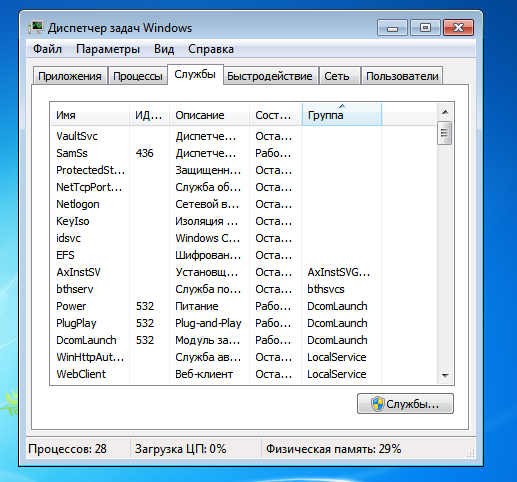 Диспетчер задач Windows
Файл Параметры Вид Справка
Приложения Процессы Службы Быстродействие Сеть Пользователи
Имя ИД... Описание Сост... Группа
VaultSvc Диспетче... Оста...
SamSs 436 Диспетче... Рабо...
ProtectedSt... Защищенн... Оста...
NetTcpPort... Служба об... Оста...
Netlogon Сетевой в... Оста...
KeyIso Изоляция ... Оста...
idsvc Windows C... Оста...
EFS Шифрован... Оста...
AxInstSV Установщ... Оста... AxInstSVG...
bthserv Служба по... Оста... bthsvcs
Power 532 Питание Рабо... DcomLaunch
PlugPlay 532 Plug-and-Play Рабо... DcomLaunch
DcomLaunch 532 Модуль за... Рабо... DcomLaunch
WinHttpAut... Служба ав... Оста... LocalService
WebClient Веб-клиент Оста... LocalService
Службы...
Процессов: 28 Загрузка ЦП: 0% Физическая память: 29%